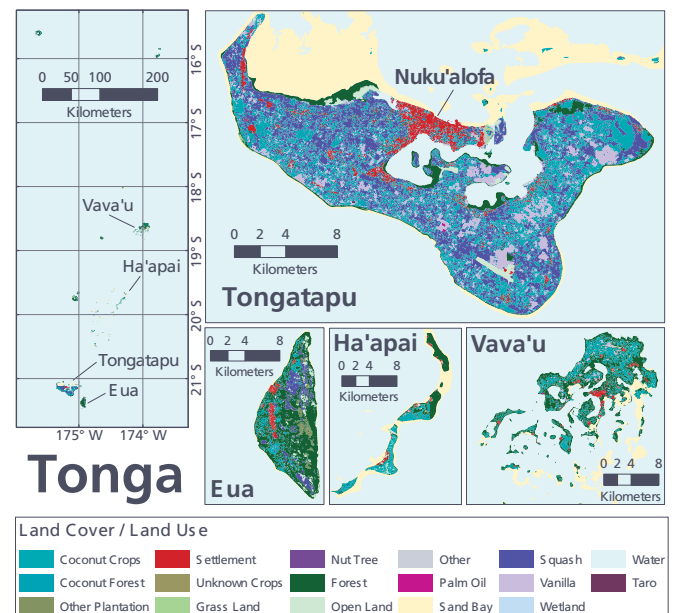 16°S
0 50 100 200
Kilometers
17°S
18°S
Vava'u
19°S
Ha'apai
20°S
Tongatapu
21°S
Eua
175° W 174° W
Tonga
Nuku'alofa
0 2 4 8
Kilometers
Tongatapu
0 2 4 8
Kilometers
Eua
Ha'apai
0 2 4 8
Kilometers
Vava'u
0 2 4 8
Kilometers
Land Cover / Land Use
Coconut Crops Settlement Nut Tree Other Squash Water
Coconut Forest Unknown Crops Forest Palm Oil Vanilla Taro
Other Plantation Grass Land Open Land Sand Bay Wetland